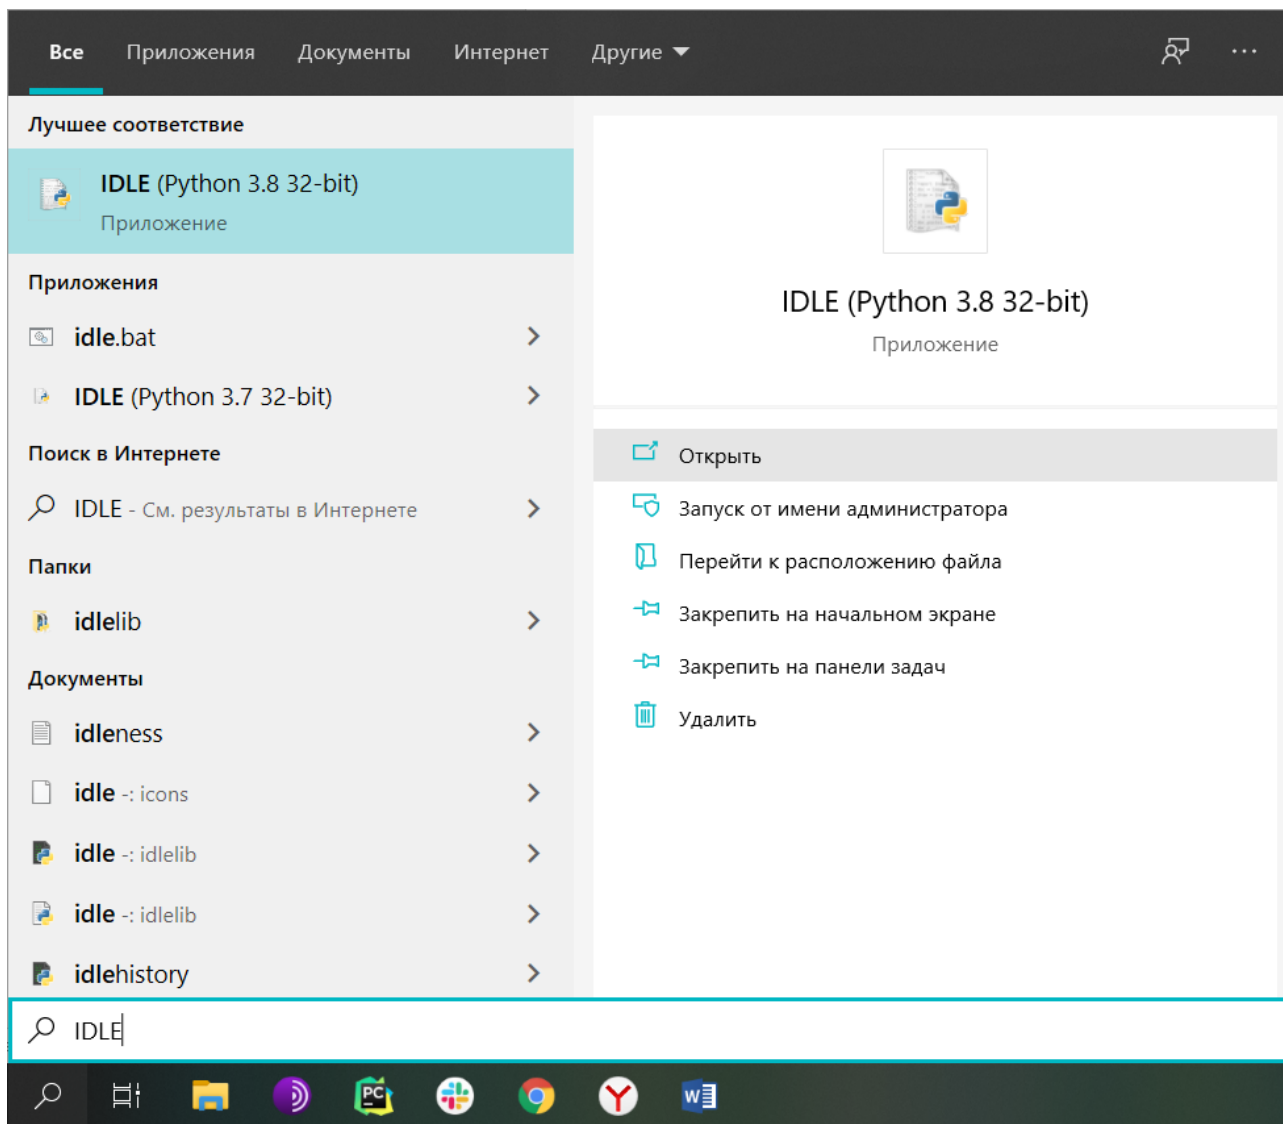 Все Приложения Документы Интернет Другие
Лучшее соответствие
IDLE (Python 3.8 32-bit)
Приложение
Приложения
idle.bat
IDLE (Python 3.7 32-bit)
Поиск в Интернете
IDLE - См. результаты в Интернете
Папки
idlelib
Документы
idleness
idle -: icons
idle -: idlelib
idle -: idlelib
idlehistory
IDLE (Python 3.8 32-bit)
Приложение
Открыть
Запуск от имени администратора
Перейти к расположению файла
Закрепить на начальном экране
Закрепить на панели задач
Удалить
IDLE
PC
Y
W